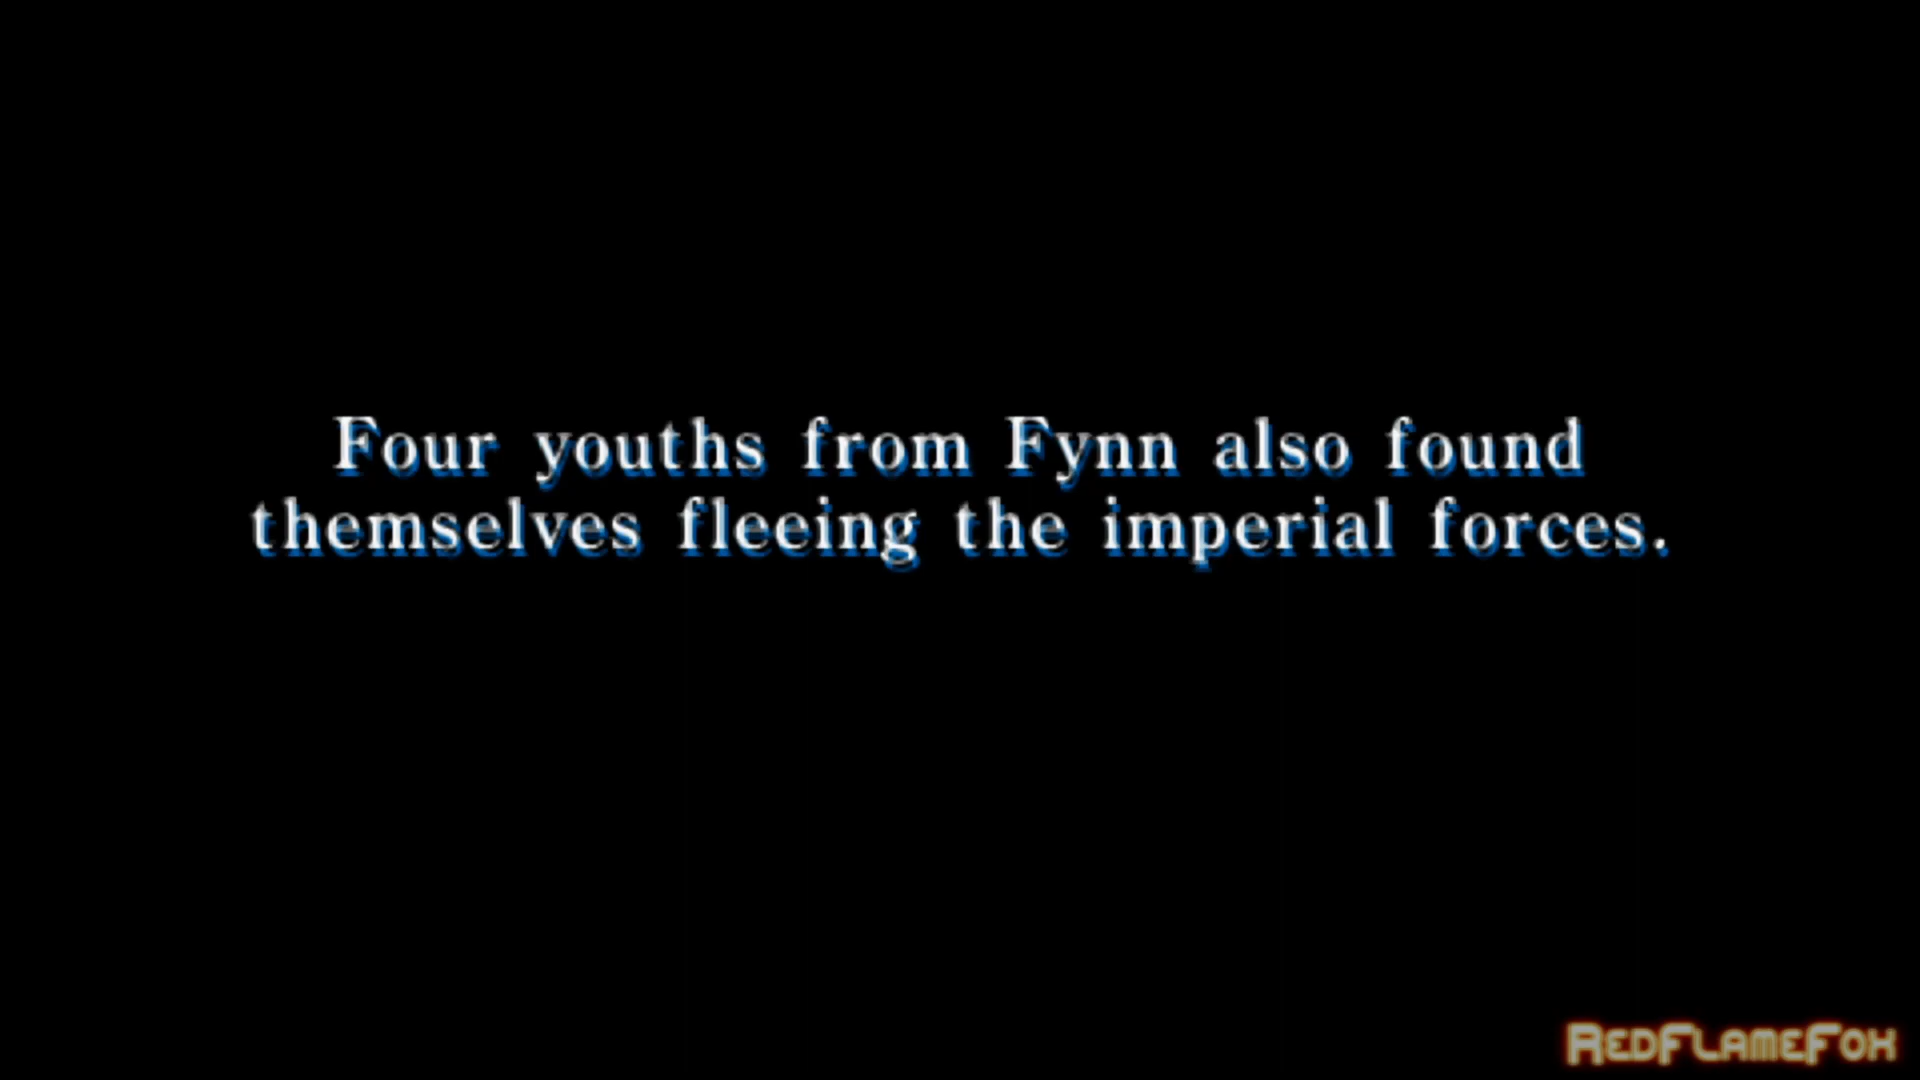 Four youths from Fynn also found
themselves fleeing the imperial forces.
REDFLAMEFOX